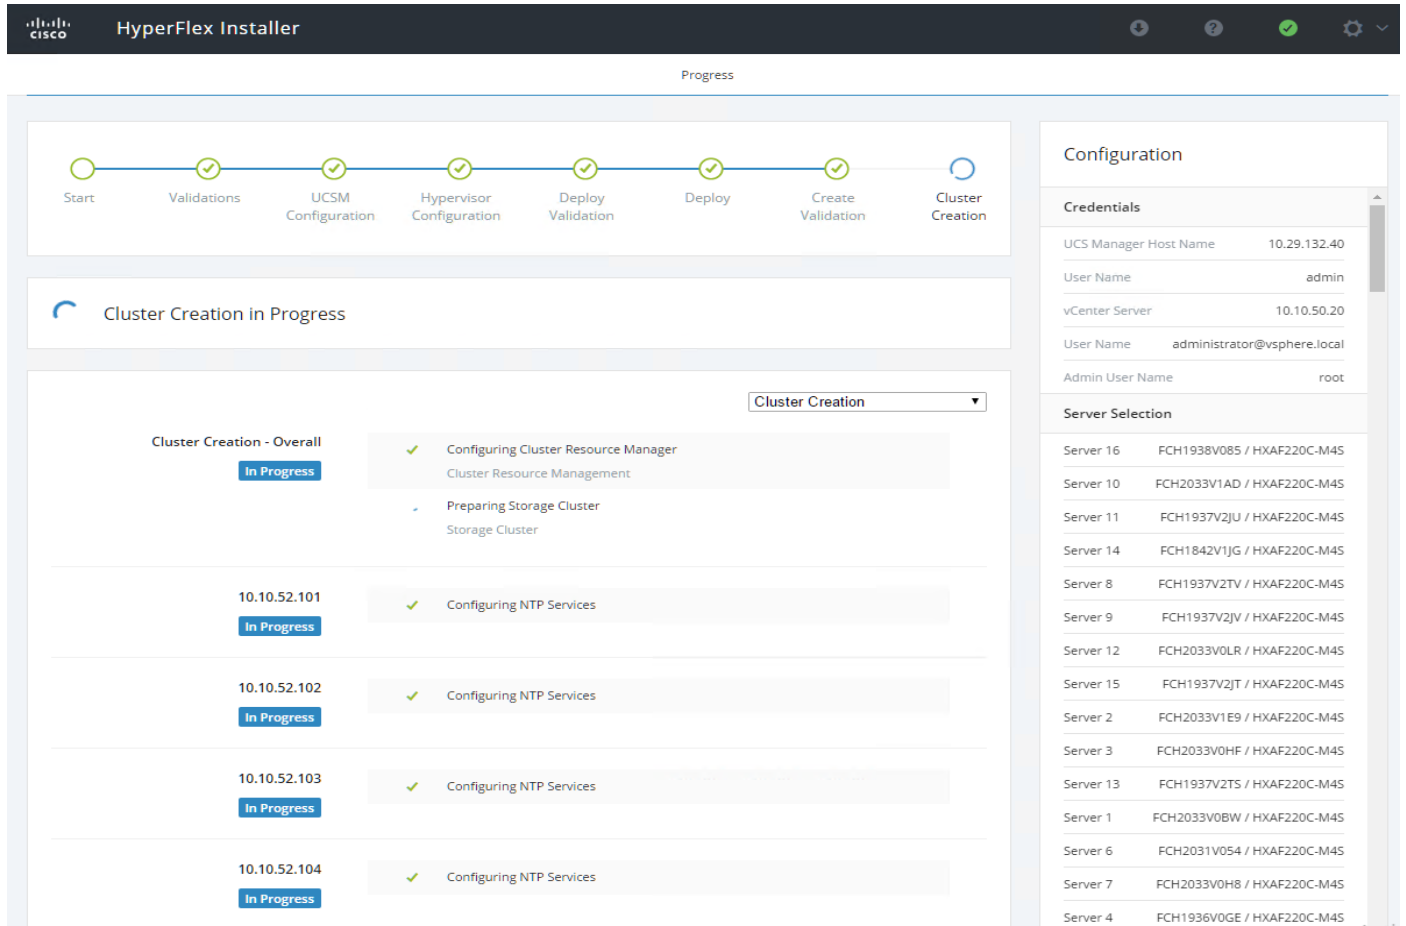 cisco
HyperFlex Installer
Progress
Start
Validations
UCSM
Configuration
Hypervisor
Configuration
Deploy
Validation
Deploy
Create
Validation
Cluster
Creation
Cluster Creation in Progress
Cluster Creation
Cluster Creation - Overall
In Progress
Configuring Cluster Resource Manager
Cluster Resource Management
Preparing Storage Cluster
Storage Cluster
10.10.52.101
In Progress
Configuring NTP Services
10.10.52.102
In Progress
Configuring NTP Services
10.10.52.103
In Progress
Configuring NTP Services
10.10.52.104
In Progress
Configuring NTP Services
Configuration
Credentials
UCS Manager Host Name 10.29.132.40
User Name admin
vCenter Server 10.10.50.20
User Name administrator@vsphere.local
Admin User Name root
Server Selection
Server 16 FCH1938V085 / HXAF220C-M4S
Server 10 FCH2033V1AD / HXAF220C-M4S
Server 11 FCH1937V2JU / HXAF220C-M4S
Server 14 FCH1842V1JG / HXAF220C-M4S
Server 8 FCH1937V2TV / HXAF220C-M4S
Server 9 FCH1937V2JV / HXAF220C-M4S
Server 12 FCH2033V0LR / HXAF220C-M4S
Server 15 FCH1937V2JT / HXAF220C-M4S
Server 2 FCH2033V1E9 / HXAF220C-M4S
Server 3 FCH2033V0HF / HXAF220C-M4S
Server 13 FCH1937V2TS / HXAF220C-M4S
Server 1 FCH2033V0BW / HXAF220C-M4S
Server 6 FCH2031V054 / HXAF220C-M4S
Server 7 FCH2033V0H8 / HXAF220C-M4S
Server 4 FCH1936V0GE / HXAF220C-M4S